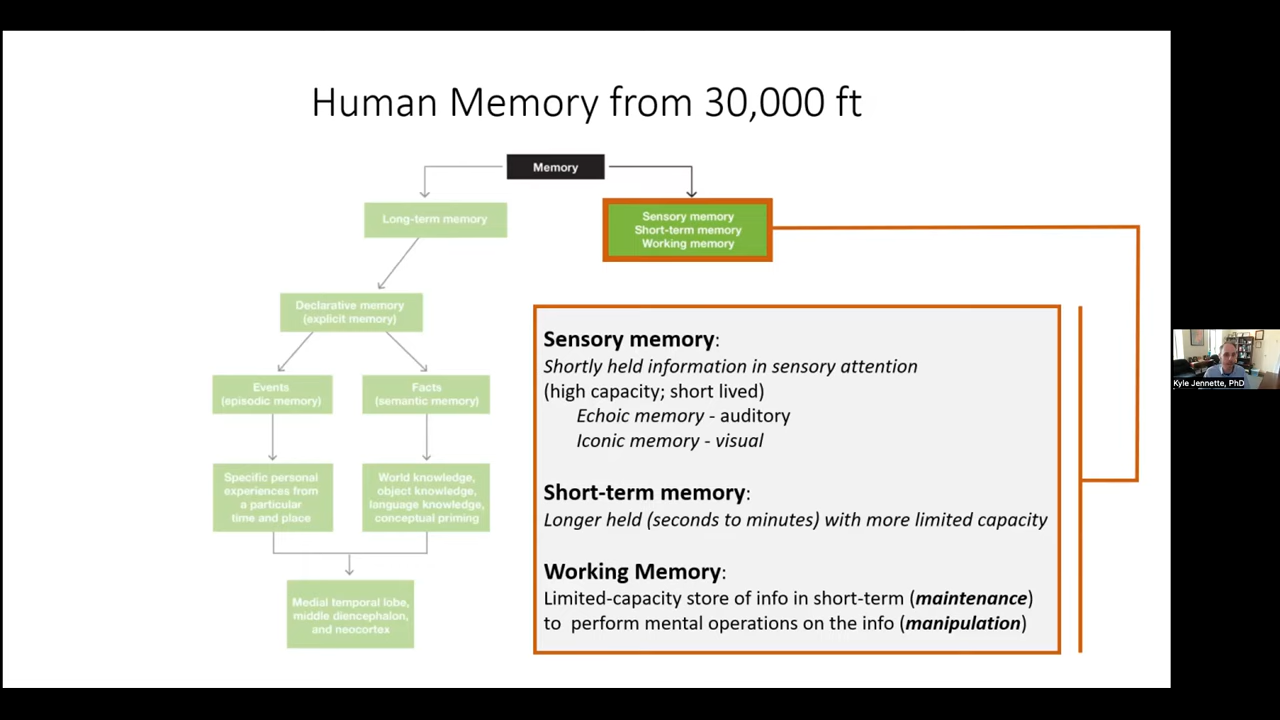 Human Memory from 30,000 ft
Memory
Long-term memory
Sensory memory
Short-term memory
Working memory
Declarative memory
(explicit memory)
Events
(episodic memory)
Facts
(semantic memory)
Specific personal
experiences from
a particular
time and place
World knowledge,
object knowledge,
language knowledge,
conceptual priming
Medial temporal lobe,
middle diencephalon,
and neocortex
Sensory memory:
Shortly held information in sensory attention
(high capacity; short lived)
Echoic memory - auditory
Iconic memory - visual
Short-term memory:
Longer held (seconds to minutes) with more limited capacity
Working Memory:
Limited-capacity store of info in short-term (maintenance)
to perform mental operations on the info (manipulation)
Kyle Jennette, PhD